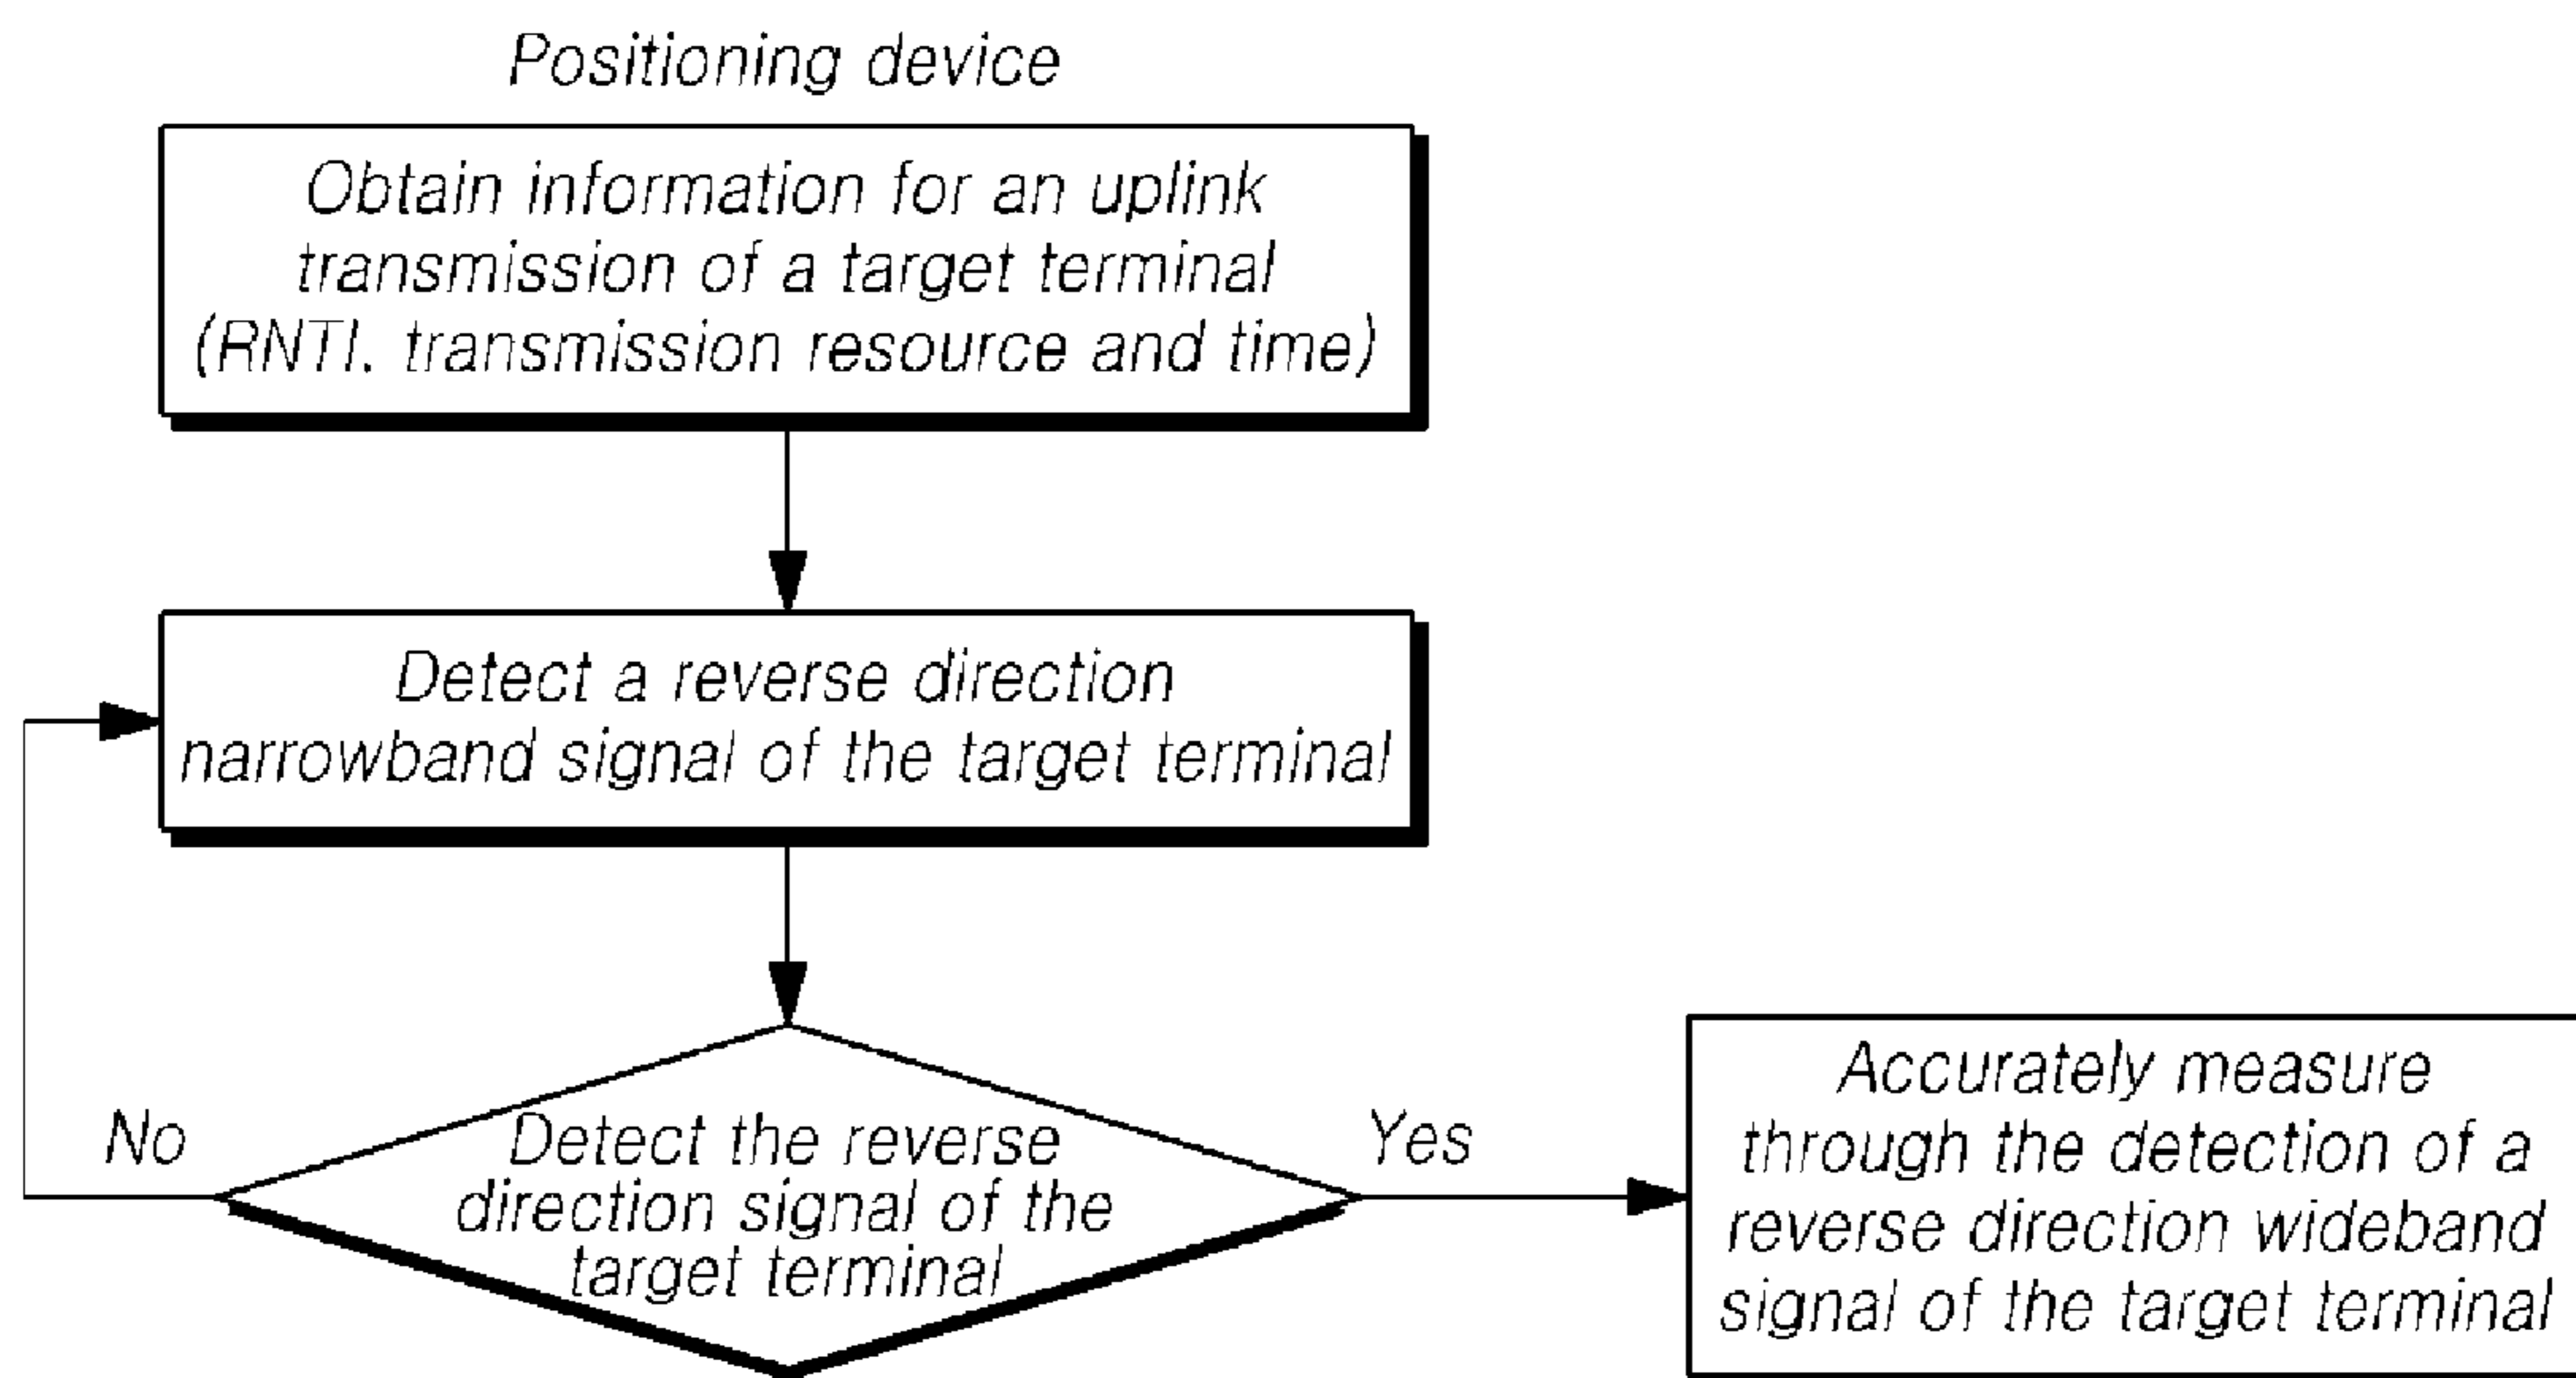 Positioning device
Obtain information for an uplink
transmission of a target terminal
(RNTI. transmission resource and time)
Detect a reverse direction
narrowband signal of the target terminal
No
Detect the reverse
direction signal of the
target terminal
Yes
Accurately measure
through the detection of a
reverse direction wideband
signal of the target terminal